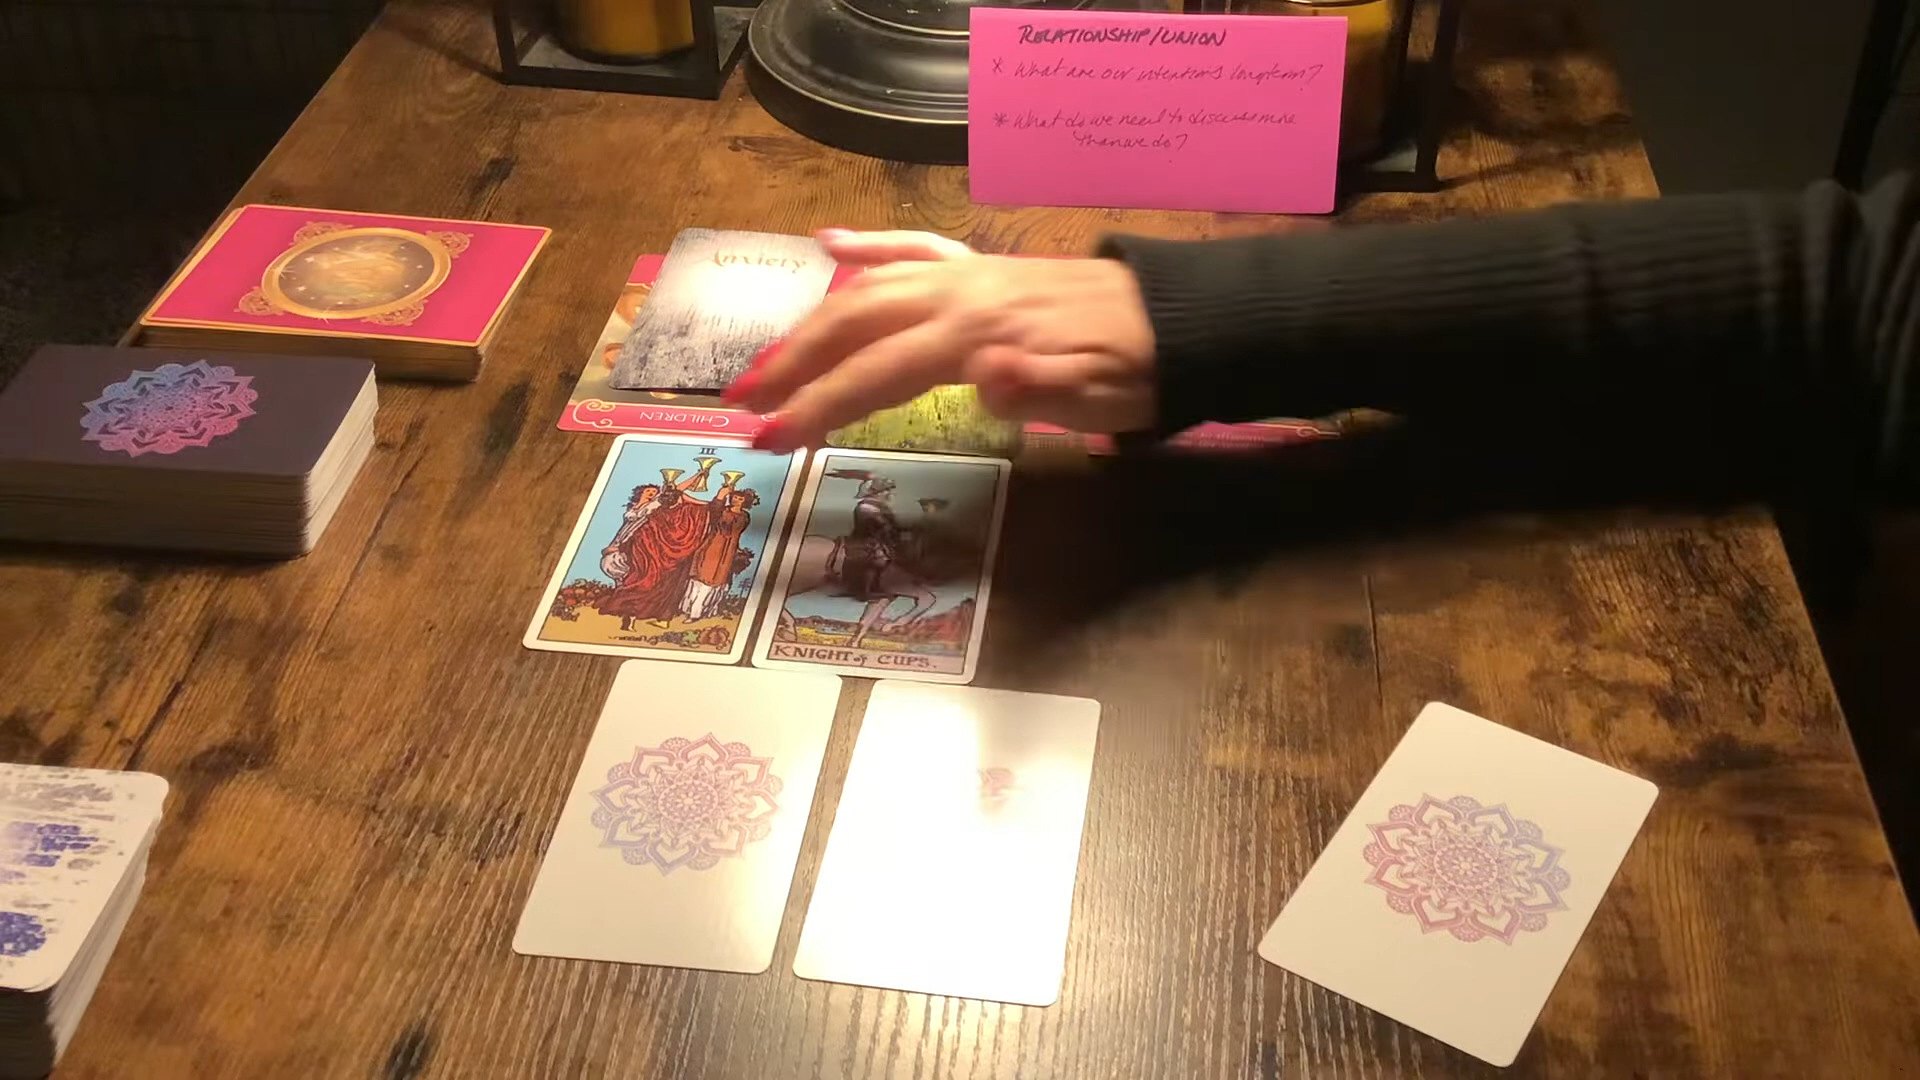 RELATIONSHIP/UNION
* What are our intentions longterm?
* What do we need to discuss more
than we do?
Anxiety
CHILDREN
III
KNIGHT of CUPS.